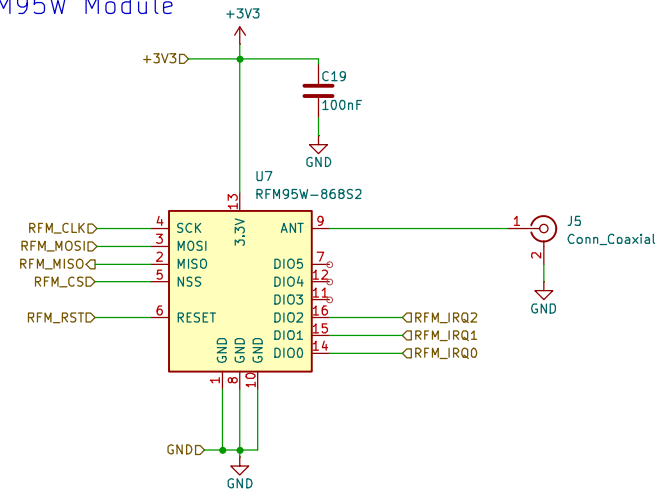 M95W Module
+3V3
+3V3
C19
100nF
GND
U7
RFM95W-868S2
13
3.3V
RFM_CLK 4 SCK ANT 9 1 J5
RFM_MOSI 3 MOSI Conn_Coaxial
RFM_MISO 2 MISO DIO5 7 2
RFM_CS 5 NSS DIO4 12
DIO3 11
GND
RFM_RST 6 RESET DIO2 16 RFM_IRQ2
DIO1 15 RFM_IRQ1
DIO0 14 RFM_IRQ0
GND GND GND
1 8 10
GND
GND